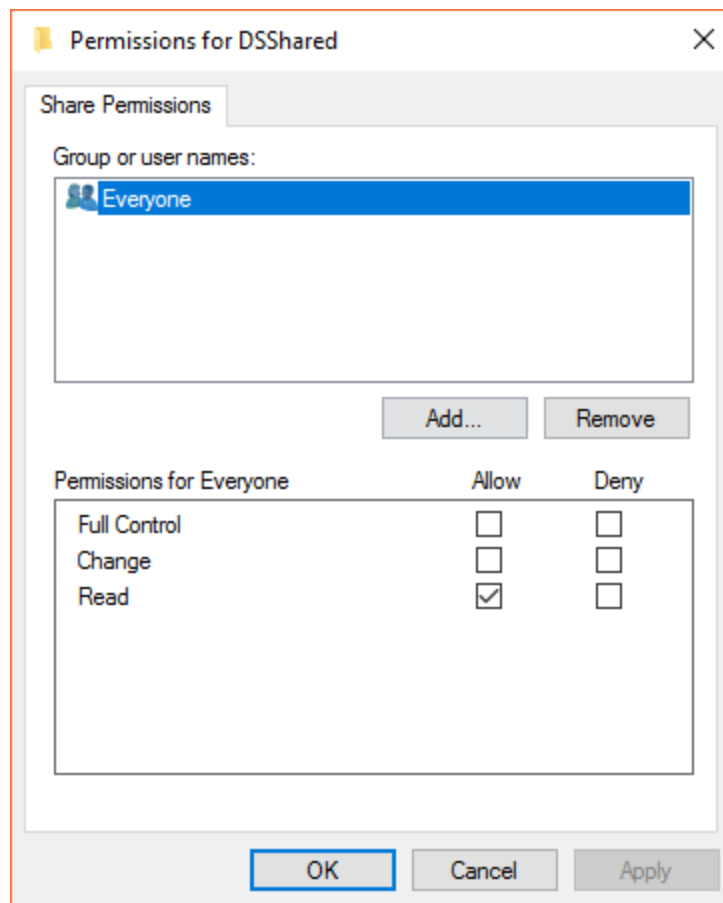 Permissions for DSShared
Share Permissions
Group or user names:
Everyone
Add... Remove
Permissions for Everyone Allow Deny
Full Control
Change
Read
OK Cancel Apply